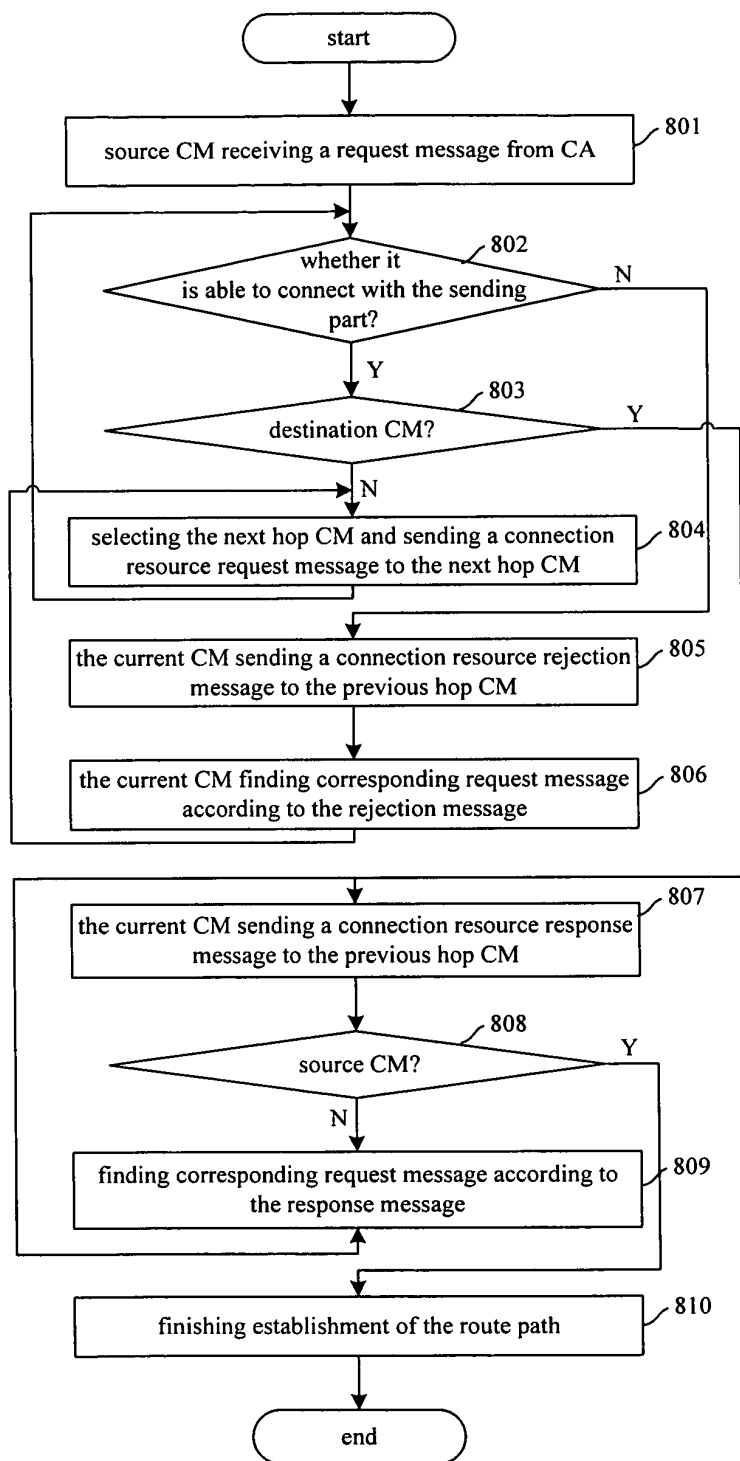 start
801
source CM receiving a request message from CA
802
whether it
is able to connect with the sending
part?
N
Y
803
destination CM?
Y
N
selecting the next hop CM and sending a connection
resource request message to the next hop CM
804
the current CM sending a connection resource rejection
message to the previous hop CM
805
the current CM finding corresponding request message
according to the rejection message
806
807
the current CM sending a connection resource response
message to the previous hop CM
808
source CM?
Y
N
finding corresponding request message according to
the response message
809
finishing establishment of the route path
810
end